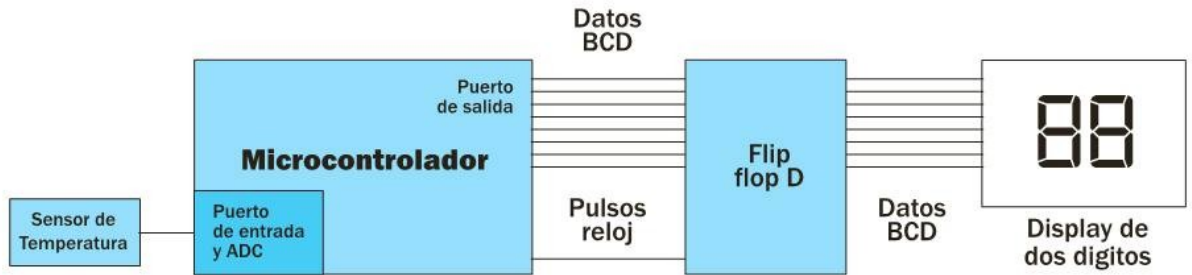 Datos
BCD
Puerto
de salida
Microcontrolador
Flip
flop D
88
Sensor de
Temperatura
Puerto
de entrada
y ADC
Pulsos
reloj
Datos
BCD
Display de
dos digitos